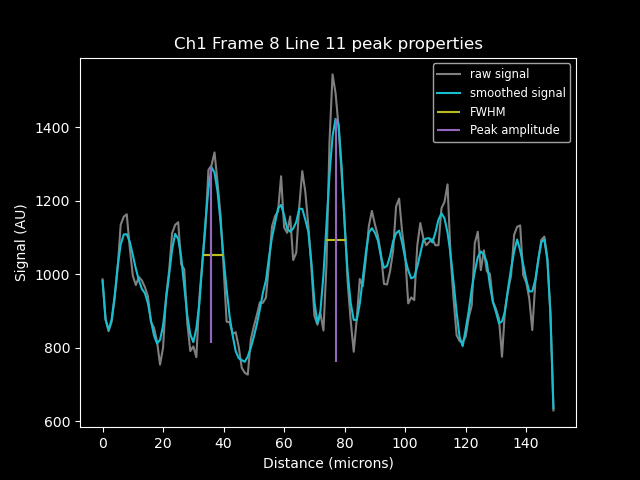 Ch1 Frame 8 Line 11 peak properties
raw signal
smoothed signal
FWHM
Peak amplitude
Signal (AU)
1400
1200
1000
800
600
0 20 40 60 80 100 120 140
Distance (microns)